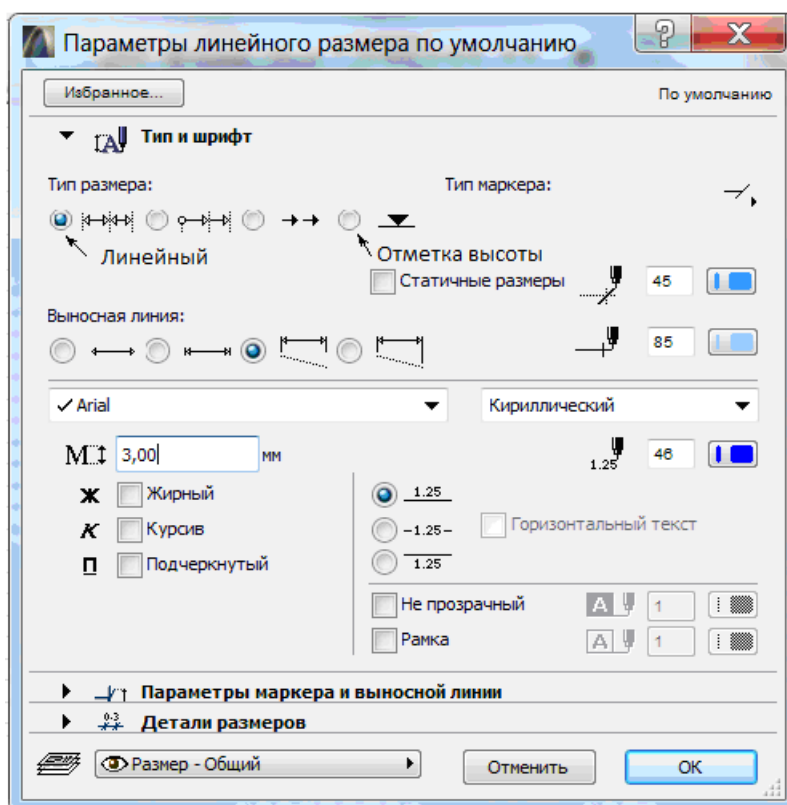 Параметры линейного размера по умолчанию
Избранное... По умолчанию
Тип и шрифт
Тип размера: Тип маркера:
Линейный Отметка высоты
Статичные размеры 45
Выносная линия:
85
Arial Кириллический
М 3,00 мм 1.25 46
Ж Жирный 1.25
К Курсив -1.25- Горизонтальный текст
П Подчеркнутый 1.25
Не прозрачный A 1
Рамка A 1
Параметры маркера и выносной линии
0-3 Детали размеров
Размер - Общий Отменить ОК